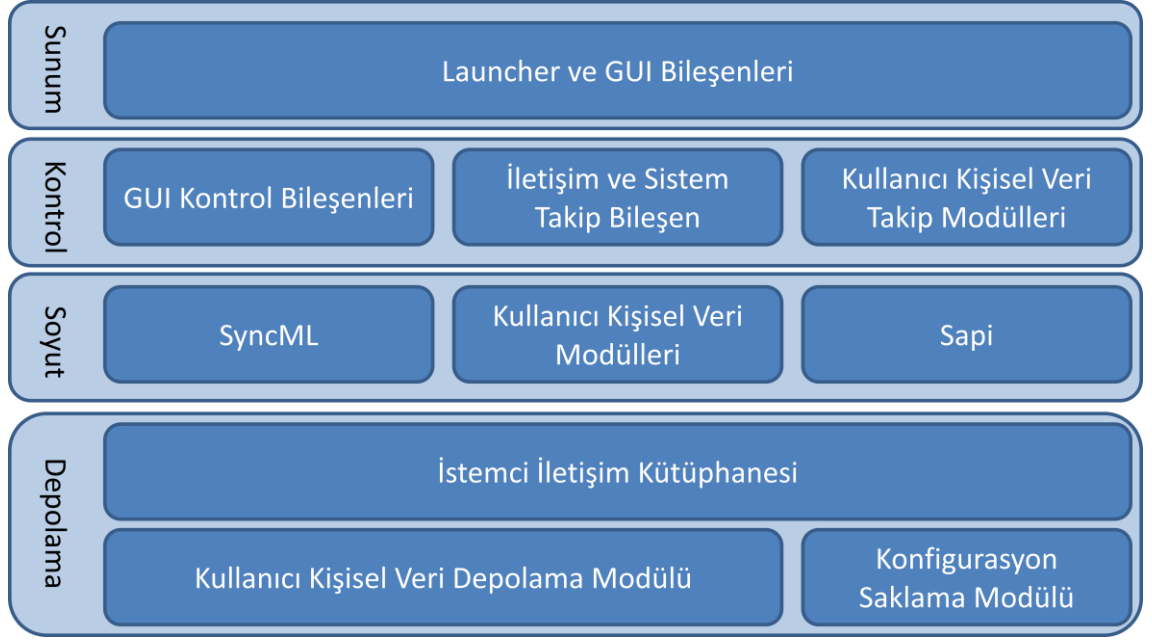 Sunum
Launcher ve GUI Bileşenleri
Kontrol
GUI Kontrol Bileşenleri
İletişim ve Sistem
Takip Bileşen
Kullanıcı Kişisel Veri
Takip Modülleri
Soyut
SyncML
Kullanıcı Kişisel Veri
Modülleri
Sapi
Depolama
İstemci İletişim Kütüphanesi
Kullanıcı Kişisel Veri Depolama Modülü
Konfigurasyon
Saklama Modülü